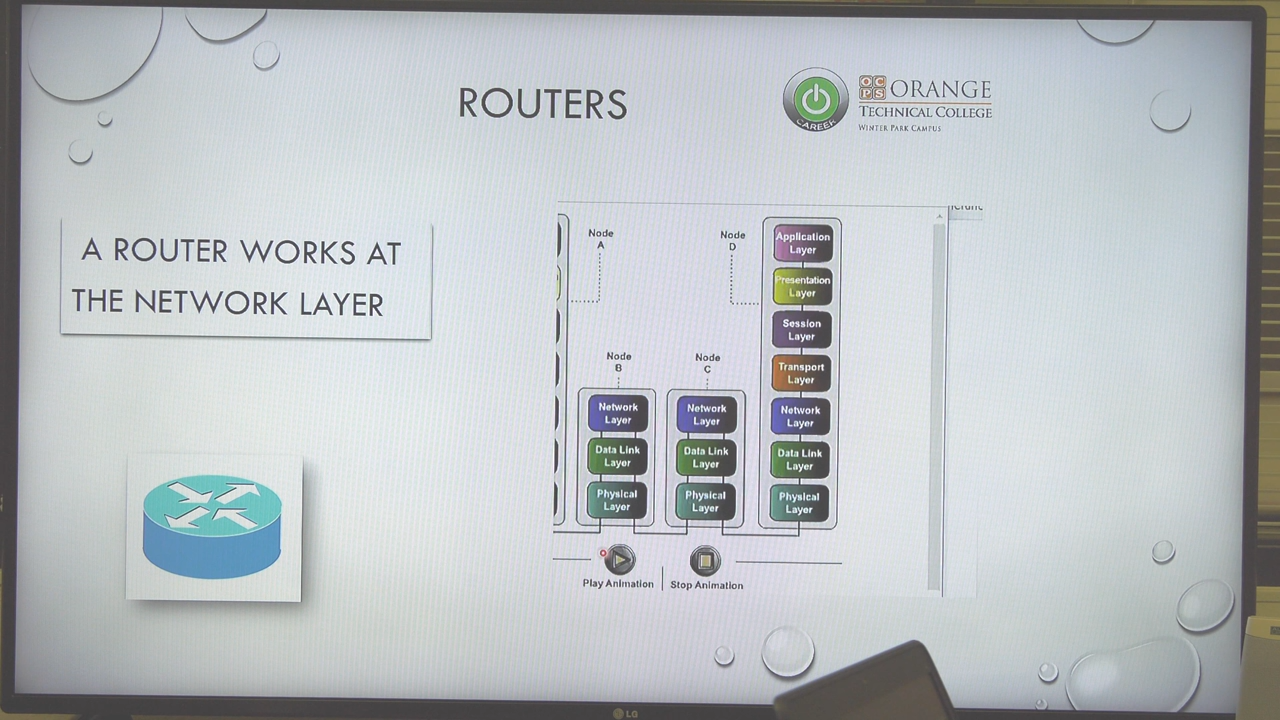 ROUTERS
CAREER
OC
PS
ORANGE
TECHNICAL COLLEGE
WINTER PARK CAMPUS
A ROUTER WORKS AT
THE NETWORK LAYER
Node
A
Node
D
Application
Layer
Presentation
Layer
Session
Layer
Transport
Layer
Network
Layer
Data Link
Layer
Physical
Layer
Node
B
Network
Layer
Data Link
Layer
Physical
Layer
Node
C
Network
Layer
Data Link
Layer
Physical
Layer
Play Animation
Stop Animation
LG